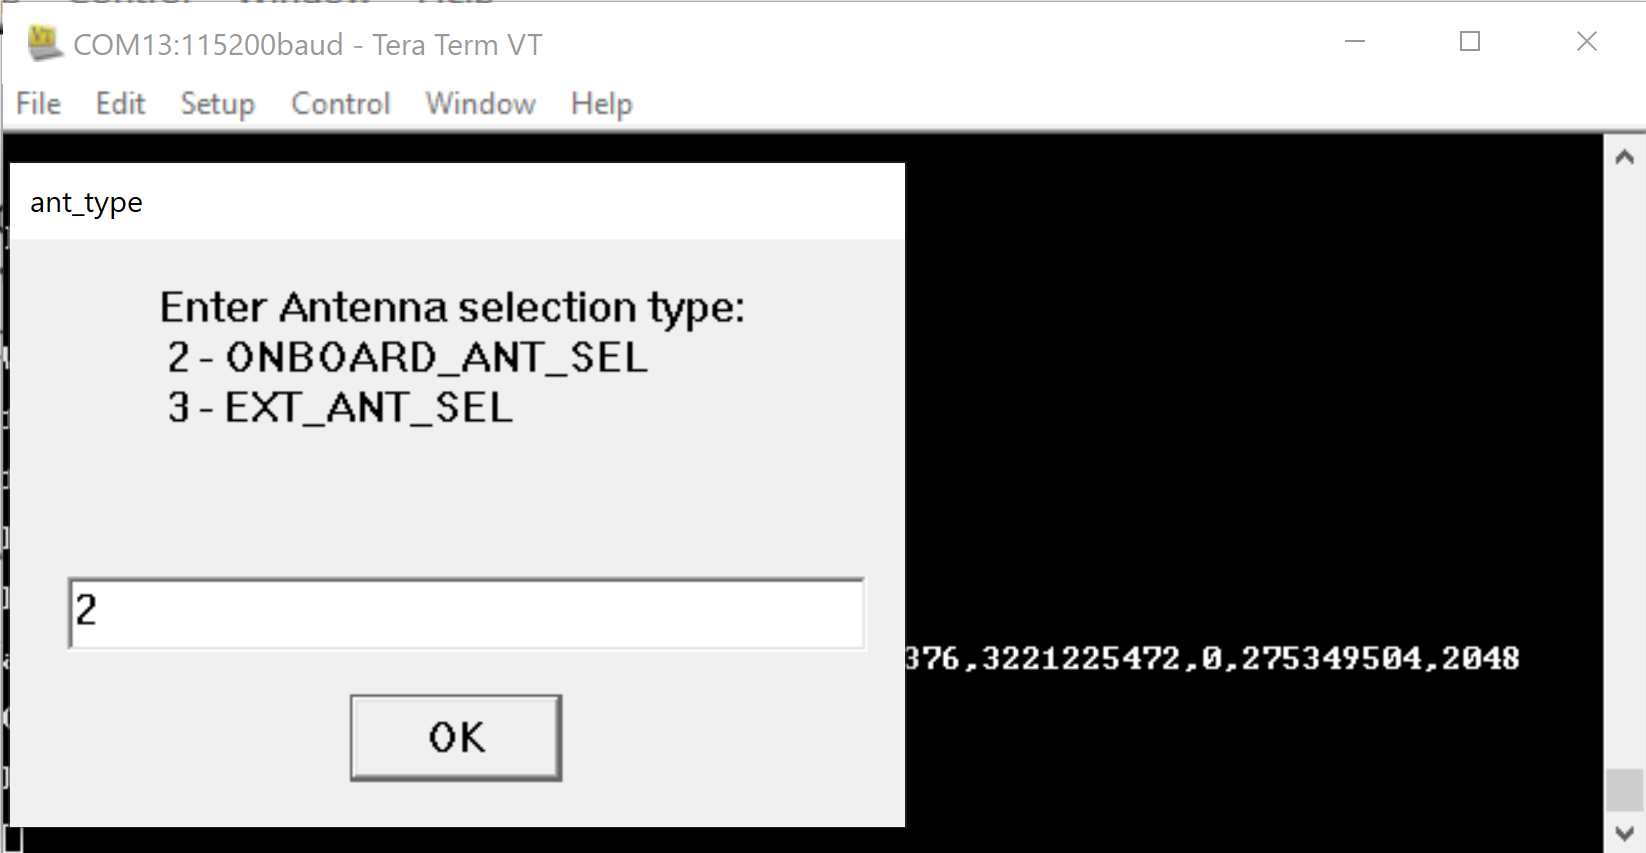 COM13:115200baud - Tera Term VT
File Edit Setup Control Window Help
ant_type
Enter Antenna selection type:
2 - ONBOARD_ANT_SEL
3 - EXT_ANT_SEL
2
376,3221225472,0,275349504,2048
OK